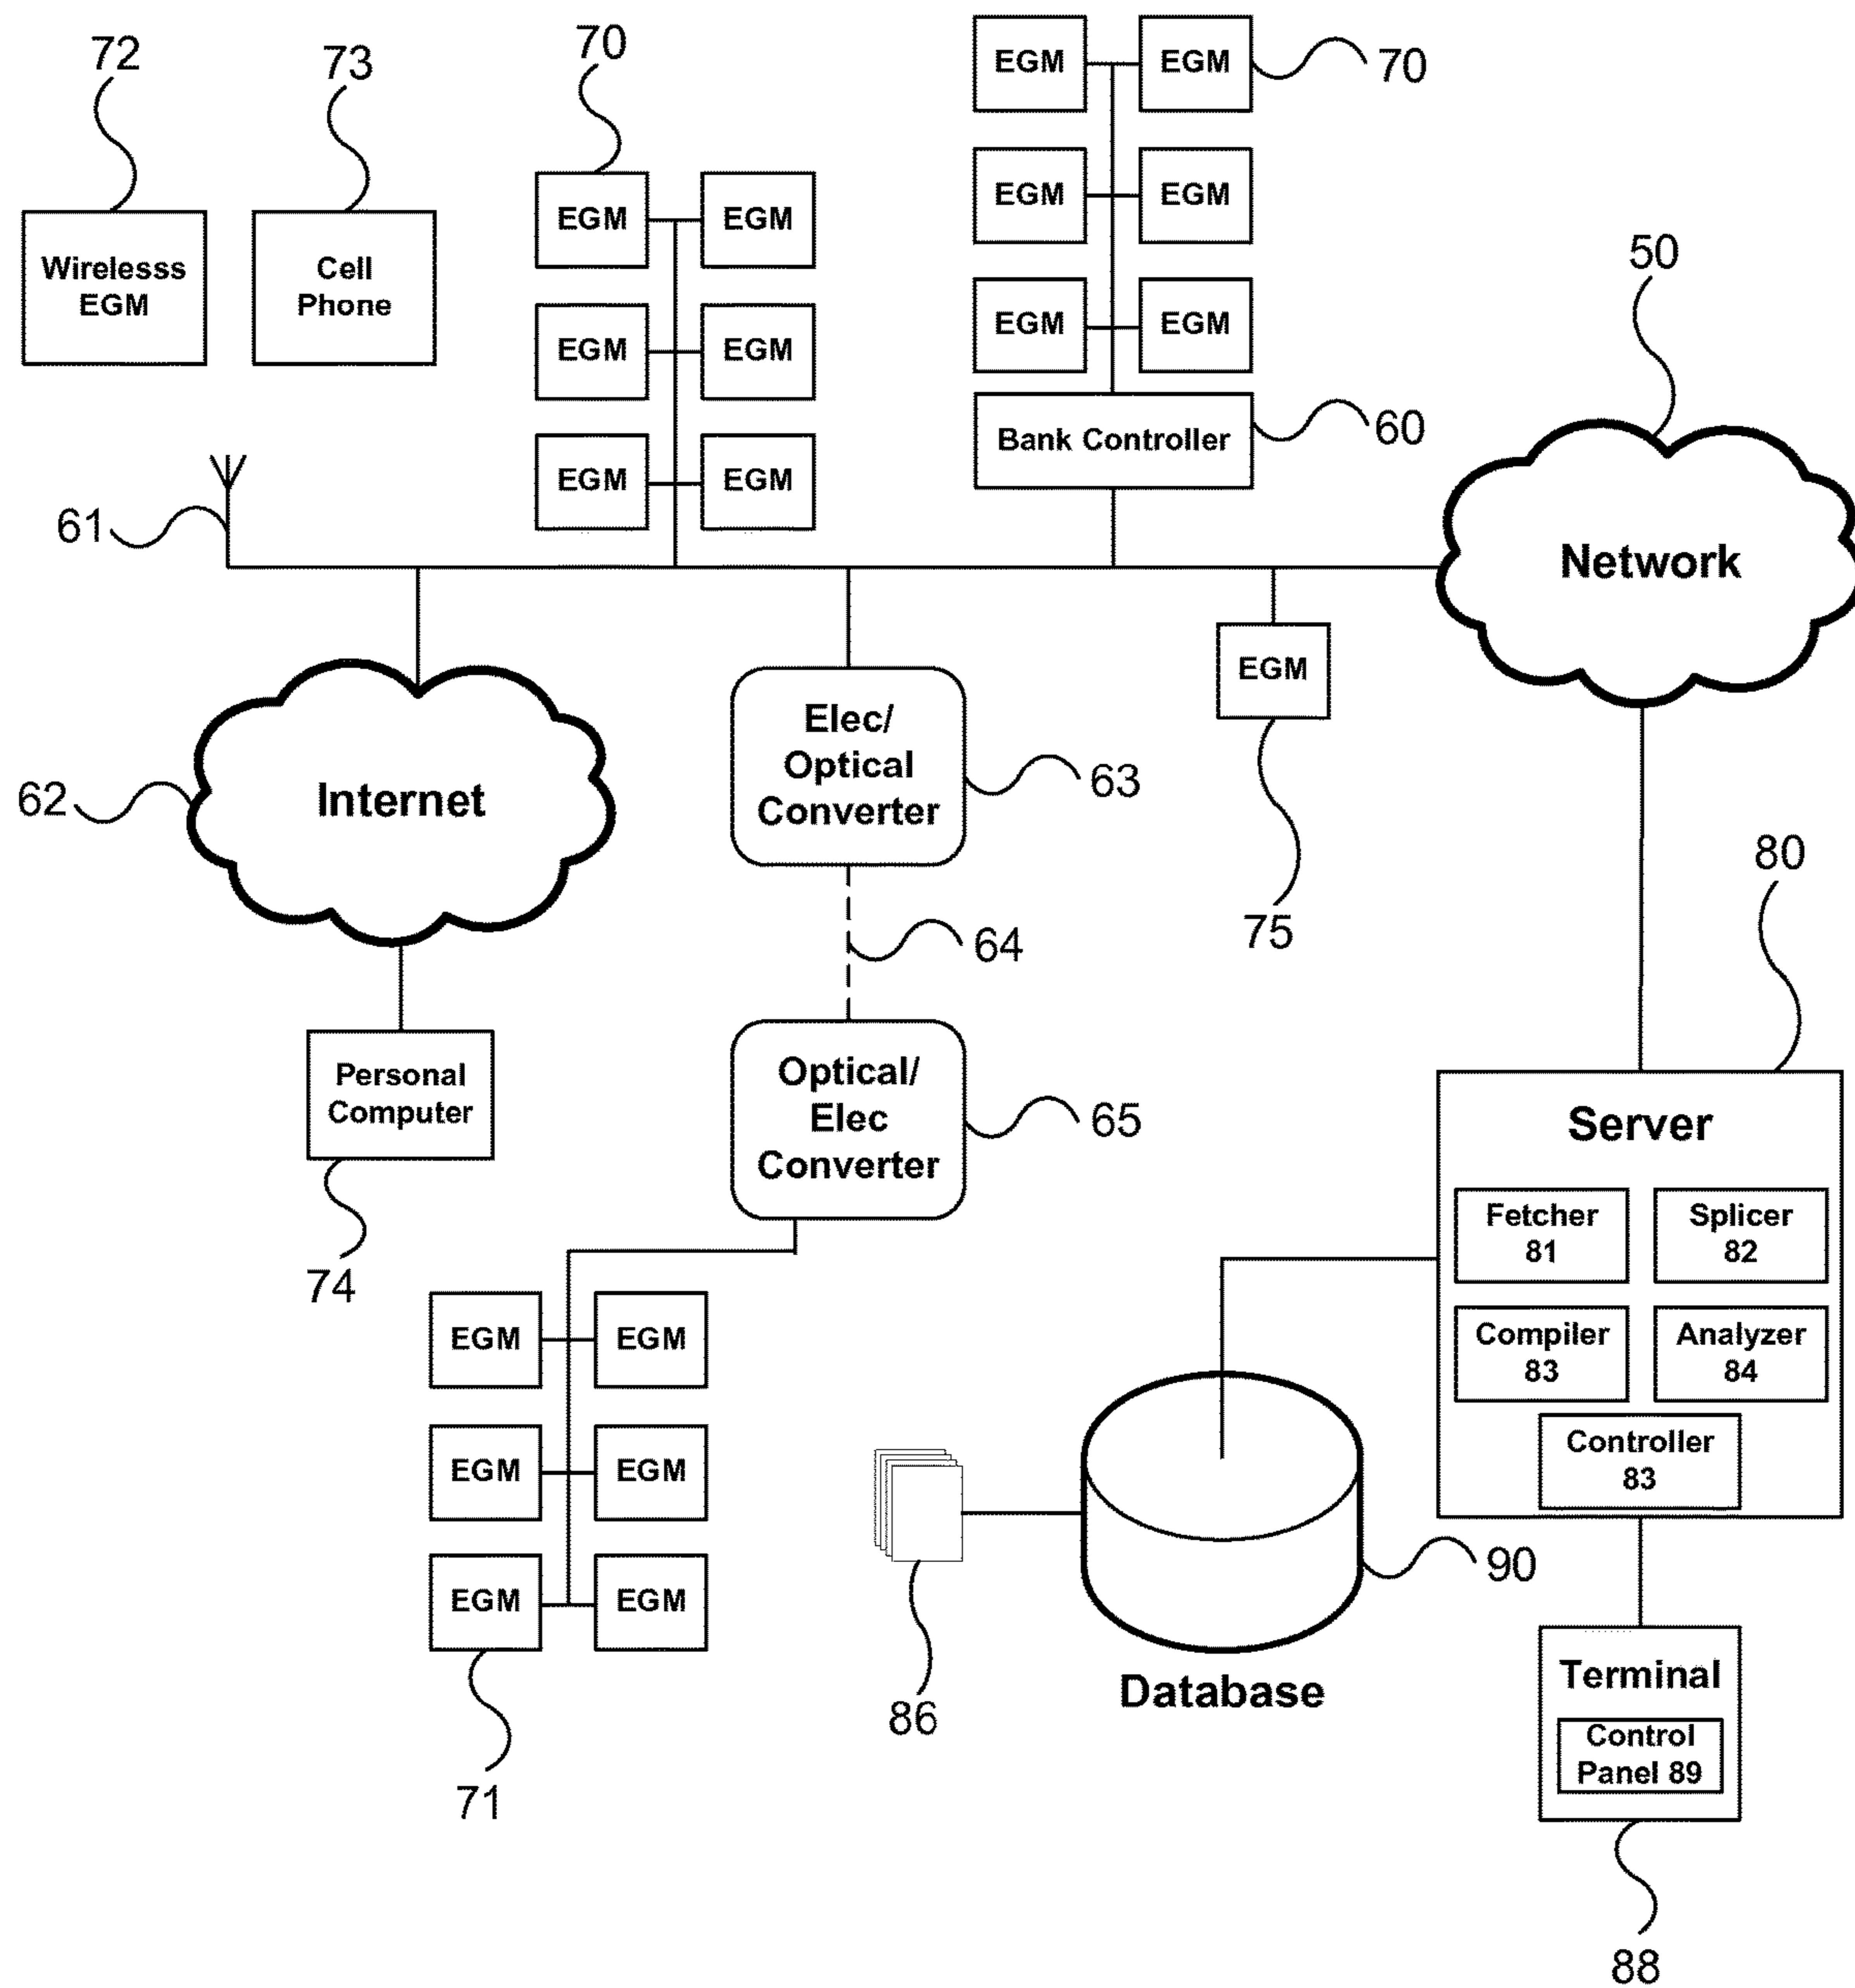 72
73
70
70
EGM
EGM
EGM
EGM
EGM
EGM
EGM
EGM
EGM
EGM
EGM
EGM
Wirelesss
EGM
Cell
Phone
Bank Controller
60
50
61
Network
EGM
75
Internet
62
Elec/
Optical
Converter
63
64
Personal
Computer
74
Optical/
Elec
Converter
65
EGM
EGM
EGM
EGM
EGM
EGM
71
80
Server
Fetcher
81
Splicer
82
Compiler
83
Analyzer
84
Controller
83
86
90
Database
Terminal
Control
Panel 89
88